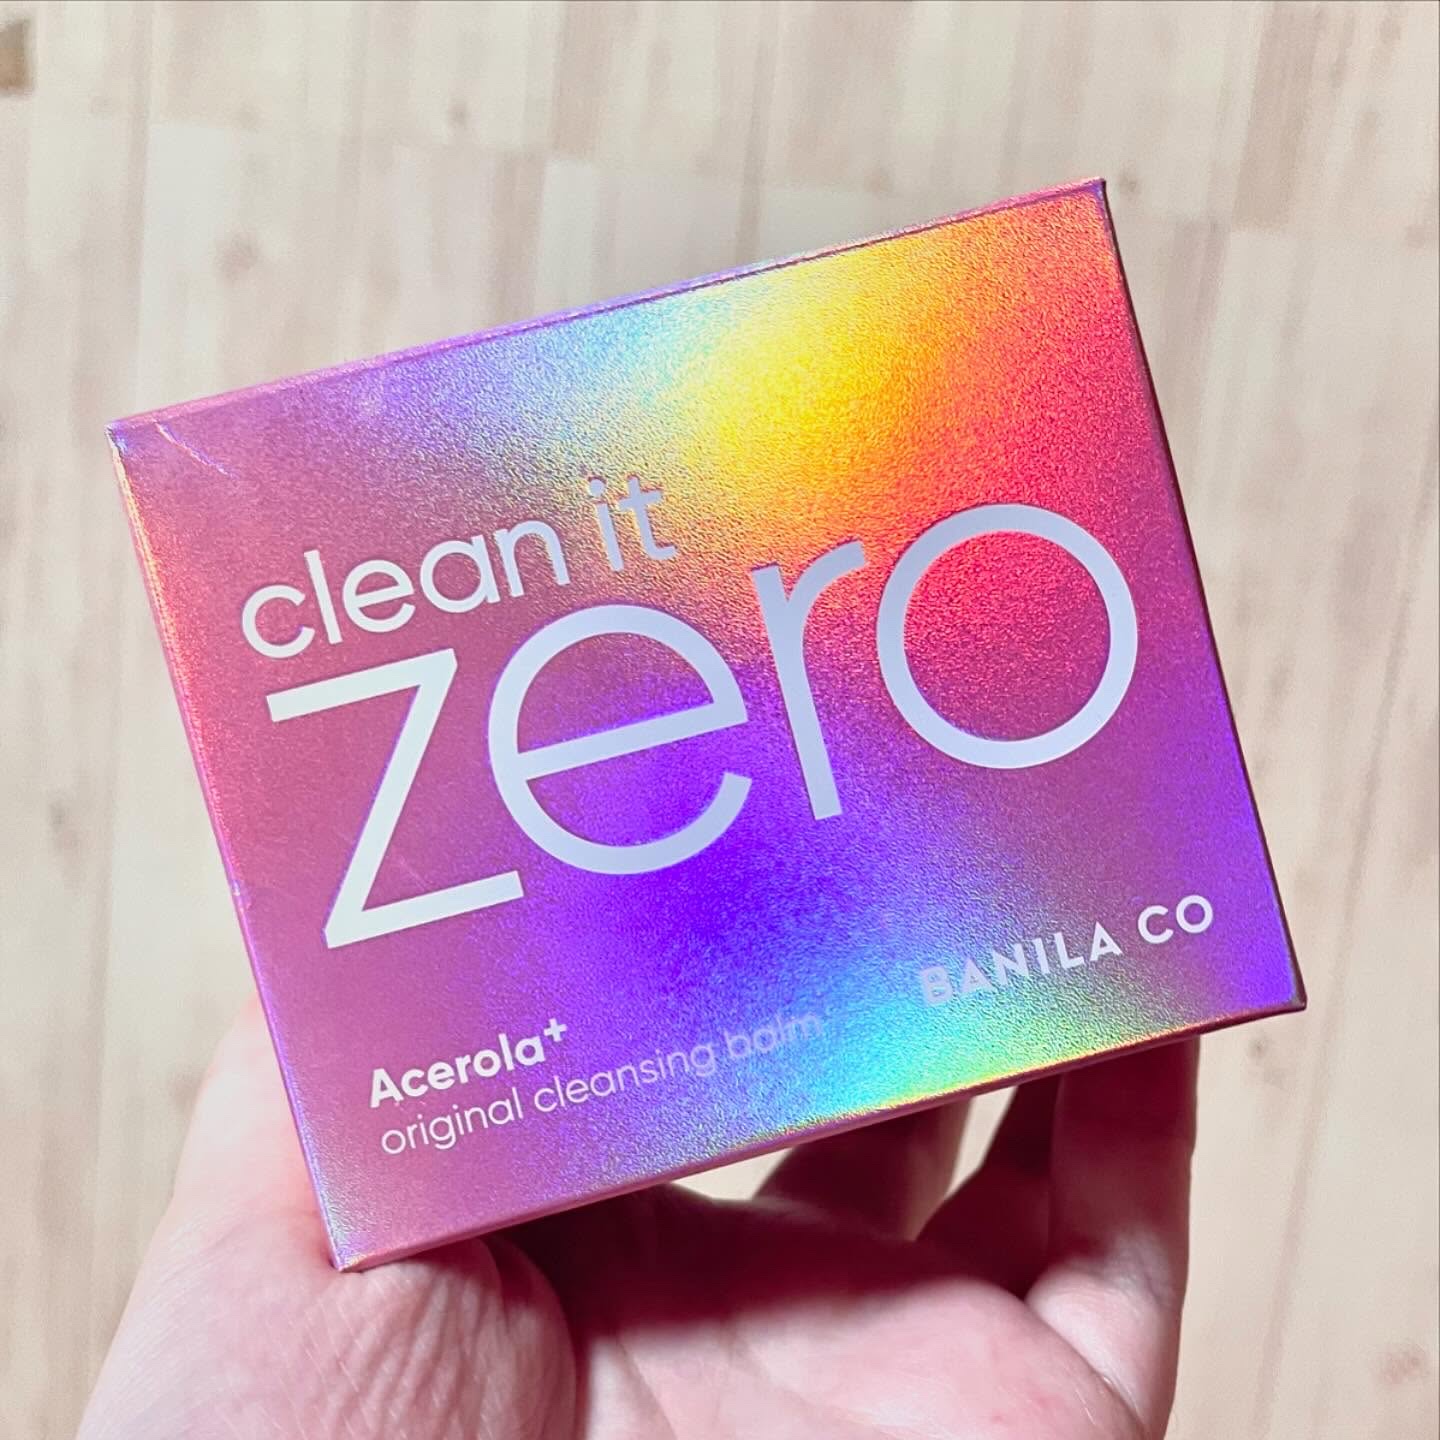 clean it
zero
BANILA CO
Acerola+
original cleansing balm